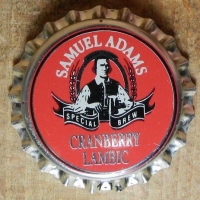 SAMUEL ADAMS
SPECIAL BREW
CRANBERRY
LAMBIC